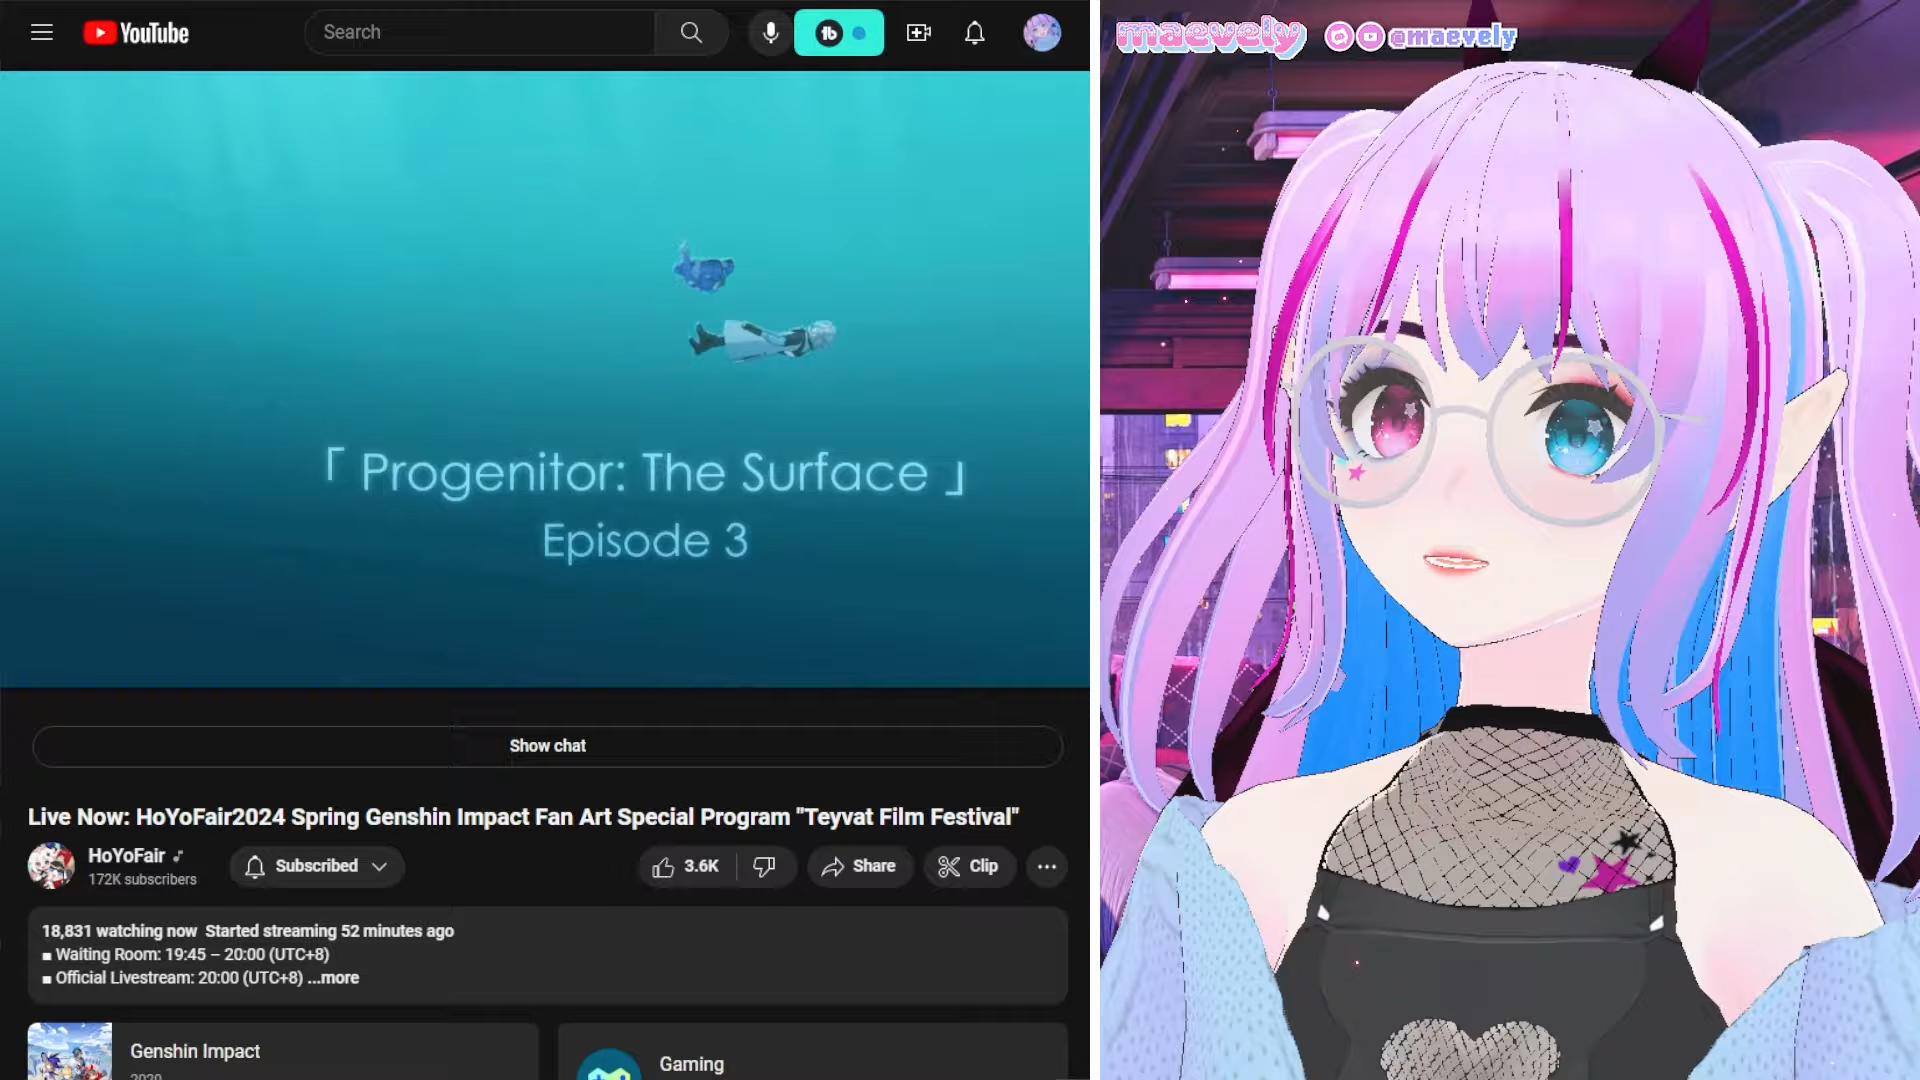 YouTube
Search
maevely
@maevely
「 Progenitor: The Surface 」
Episode 3
Show chat
Live Now: HoYoFair2024 Spring Genshin Impact Fan Art Special Program "Teyvat Film Festival"
HoYoFair
172K subscribers
Subscribed
3.6K
Share
Clip
18,831 watching now Started streaming 52 minutes ago
■ Waiting Room: 19:45 – 20:00 (UTC+8)
■ Official Livestream: 20:00 (UTC+8) ...more
Genshin Impact
2020
Gaming